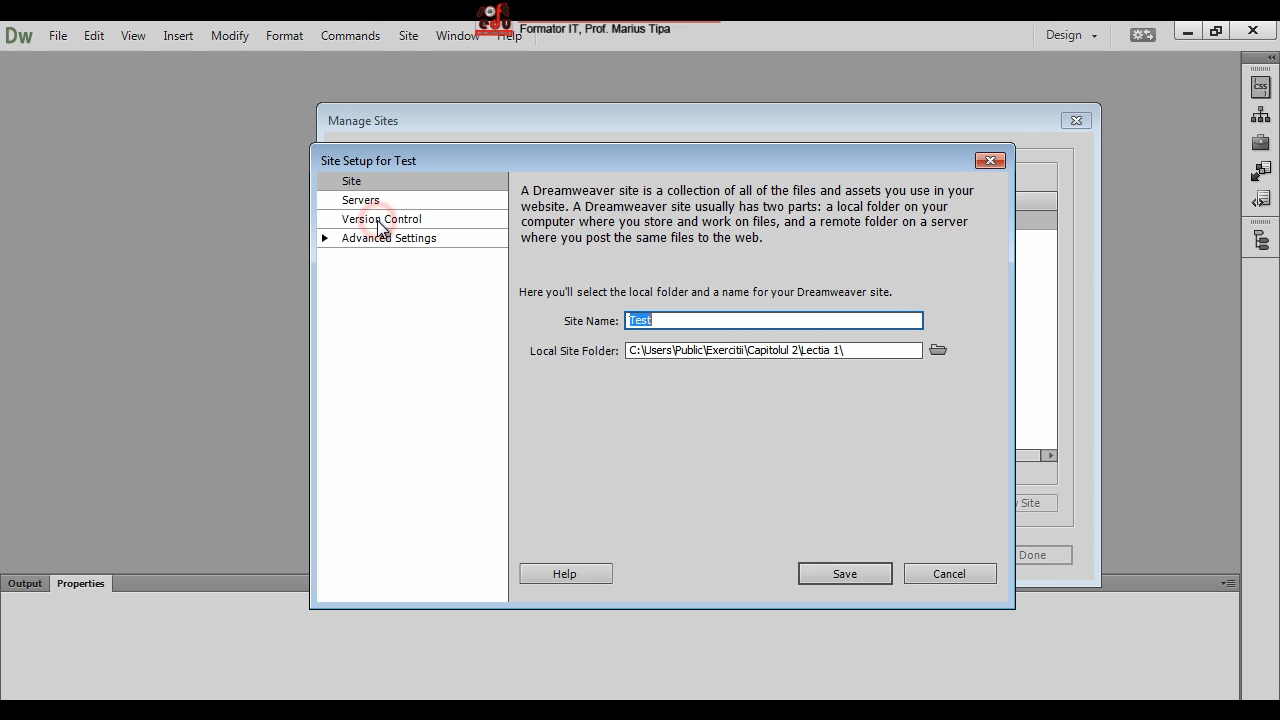 edu
Formator IT, Prof. Marius Tipa
Dw File Edit View Insert Modify Format Commands Site Window Help Design
CSS
Manage Sites
Site Setup for Test
Site
Servers
Version Control
Advanced Settings
A Dreamweaver site is a collection of all of the files and assets you use in your
website. A Dreamweaver site usually has two parts: a local folder on your
computer where you store and work on files, and a remote folder on a server
where you post the same files to the web.
Here you'll select the local folder and a name for your Dreamweaver site.
Site Name: Test
Local Site Folder: C:\Users\Public\Exercitii\Capitolul 2\Lectia 1\
Site
Done
Help Save Cancel
Output Properties